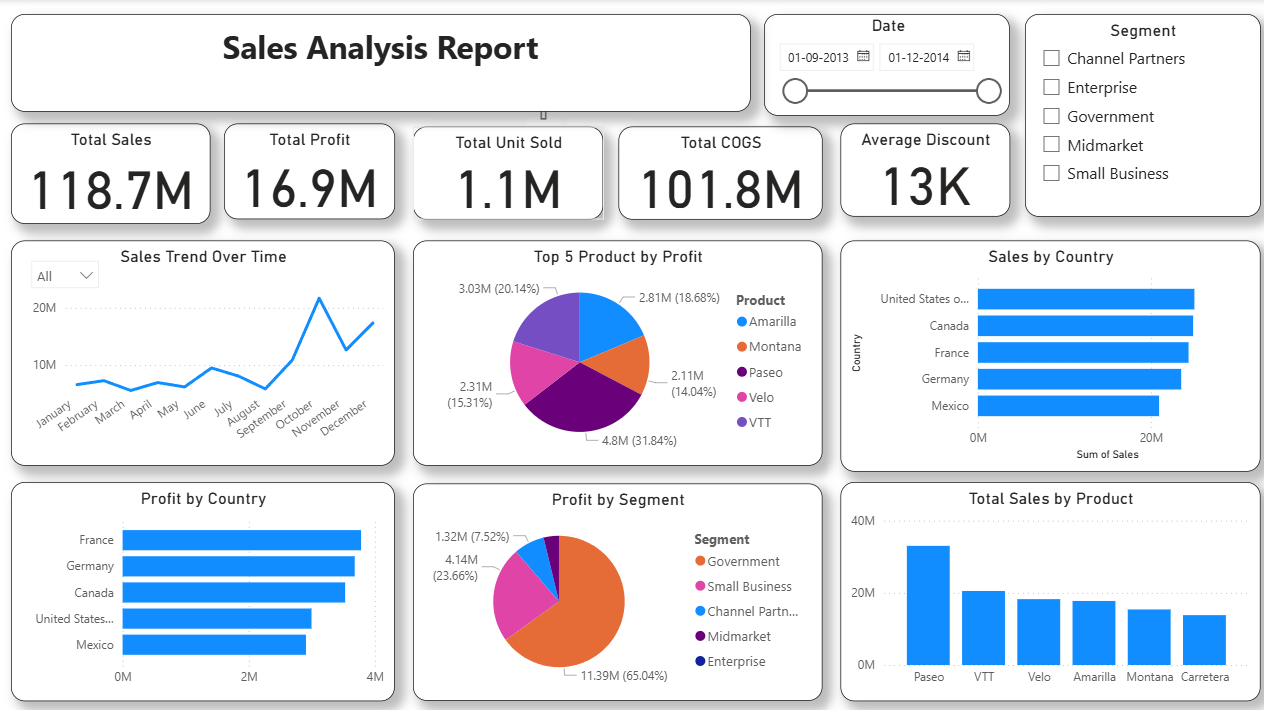 Sales Analysis Report
Date
01-09-2013 01-12-2014
Segment
Channel Partners
Enterprise
Government
Midmarket
Small Business
Total Sales
118.7M
Total Profit
16.9M
Total Unit Sold
1.1M
Total COGS
101.8M
Average Discount
13K
Sales Trend Over Time
All
20M
10M
January
February
March
April
May
June
July
August
September
October
November
December
Top 5 Product by Profit
3.03M (20.14%)
2.81M (18.68%)
2.31M
(15.31%)
2.11M
(14.04%)
4.8M (31.84%)
Product
Amarilla
Montana
Paseo
Velo
VTT
Sales by Country
Country
United States o...
Canada
France
Germany
Mexico
0M 20M
Sum of Sales
Profit by Country
France
Germany
Canada
United States...
Mexico
0M 2M 4M
Profit by Segment
1.32M (7.52%)
4.14M
(23.66%)
11.39M (65.04%)
Segment
Government
Small Business
Channel Partn...
Midmarket
Enterprise
Total Sales by Product
40M
20M
0M
Paseo VTT Velo Amarilla Montana Carretera